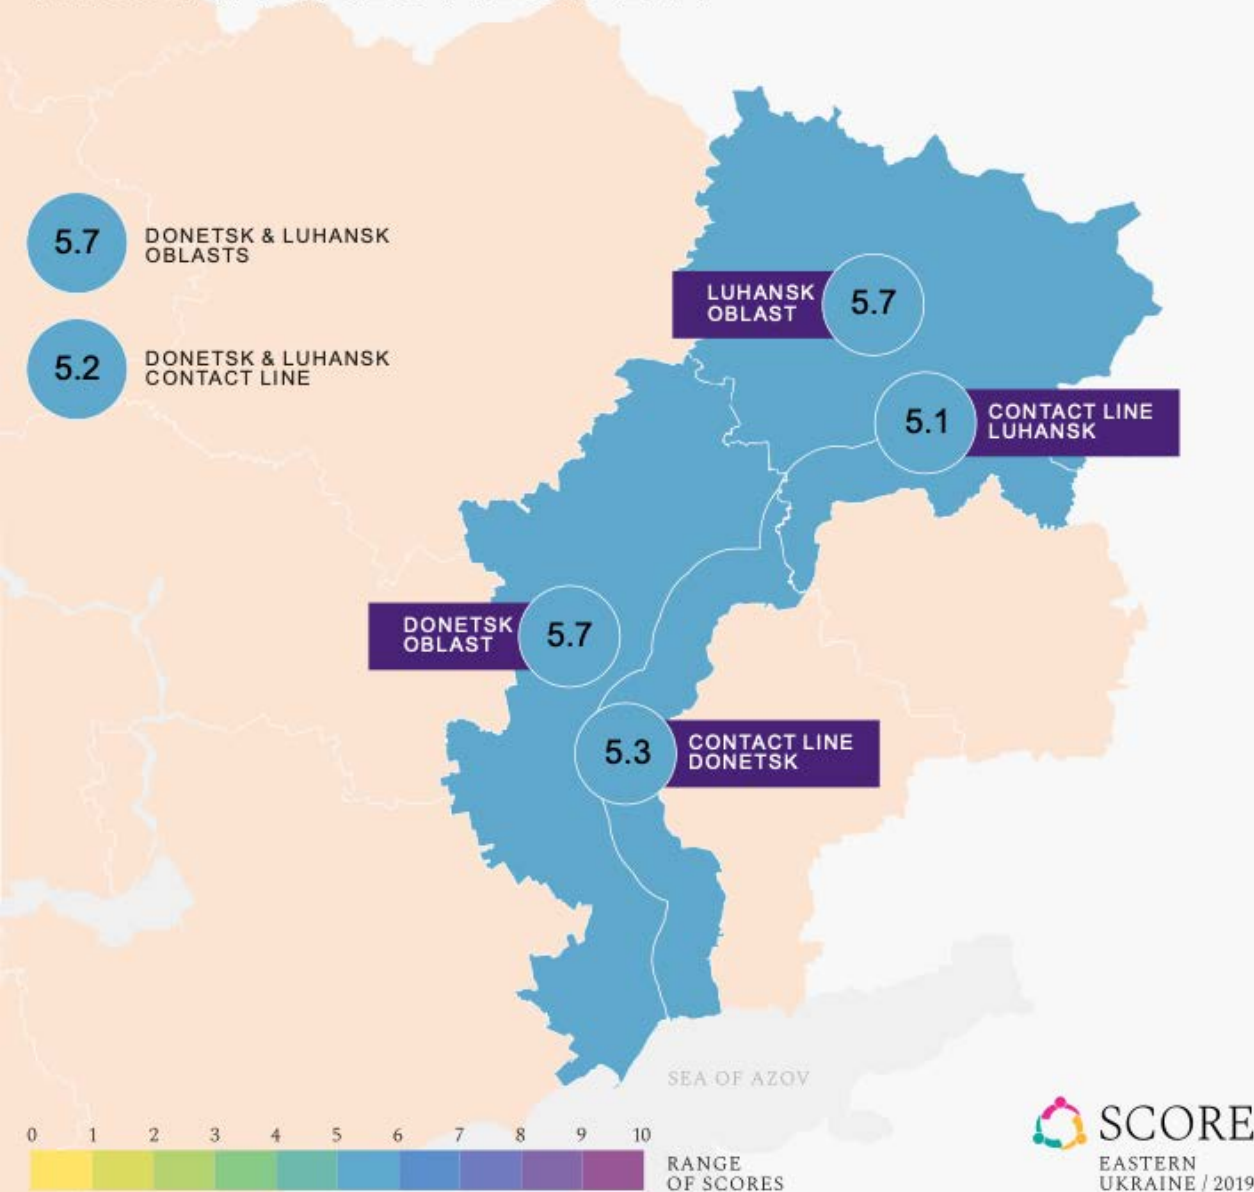 5.7
DONETSK & LUHANSK
OBLASTS
5.2
DONETSK & LUHANSK
CONTACT LINE
LUHANSK
OBLAST
5.7
5.1
CONTACT LINE
LUHANSK
DONETSK
OBLAST
5.7
5.3
CONTACT LINE
DONETSK
SEA OF AZOV
0 1 2 3 4 5 6 7 8 9 10
RANGE
OF SCORES
SCORE
EASTERN
UKRAINE / 2019